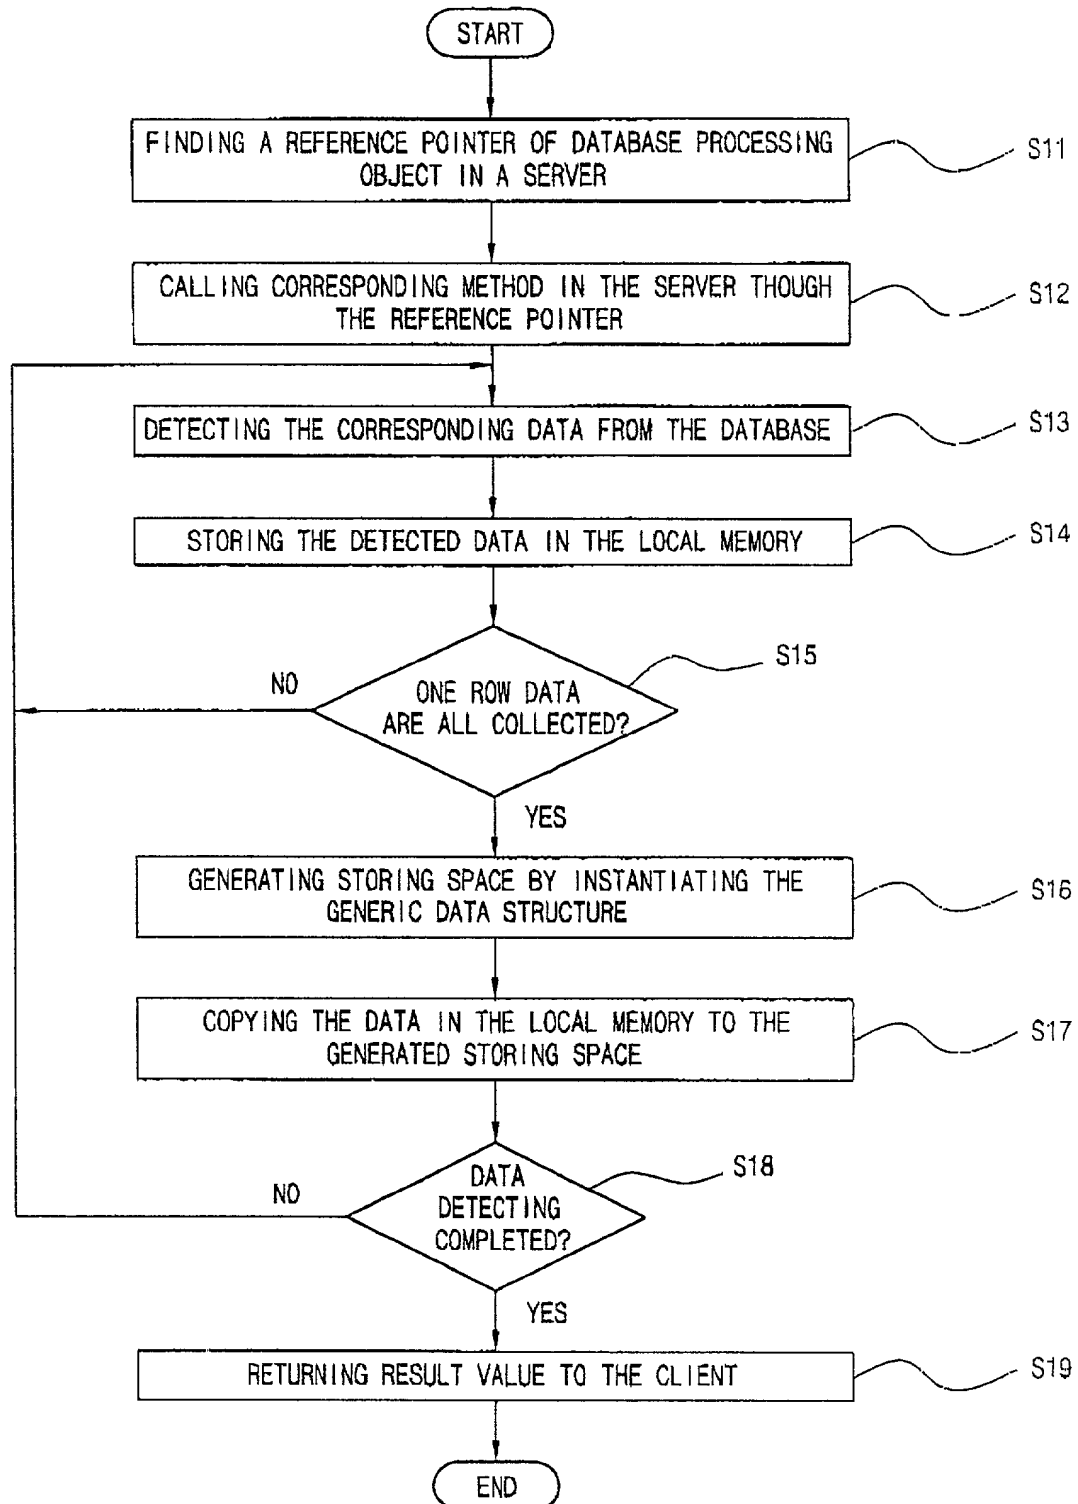 START
FINDING A REFERENCE POINTER OF DATABASE PROCESSING
OBJECT IN A SERVER
S11
CALLING CORRESPONDING METHOD IN THE SERVER THOUGH
THE REFERENCE POINTER
S12
DETECTING THE CORRESPONDING DATA FROM THE DATABASE
S13
STORING THE DETECTED DATA IN THE LOCAL MEMORY
S14
S15
NO
ONE ROW DATA
ARE ALL COLLECTED?
YES
GENERATING STORING SPACE BY INSTANTIATING THE
GENERIC DATA STRUCTURE
S16
COPYING THE DATA IN THE LOCAL MEMORY TO THE
GENERATED STORING SPACE
S17
S18
NO
DATA
DETECTING
COMPLETED?
YES
RETURNING RESULT VALUE TO THE CLIENT
S19
END